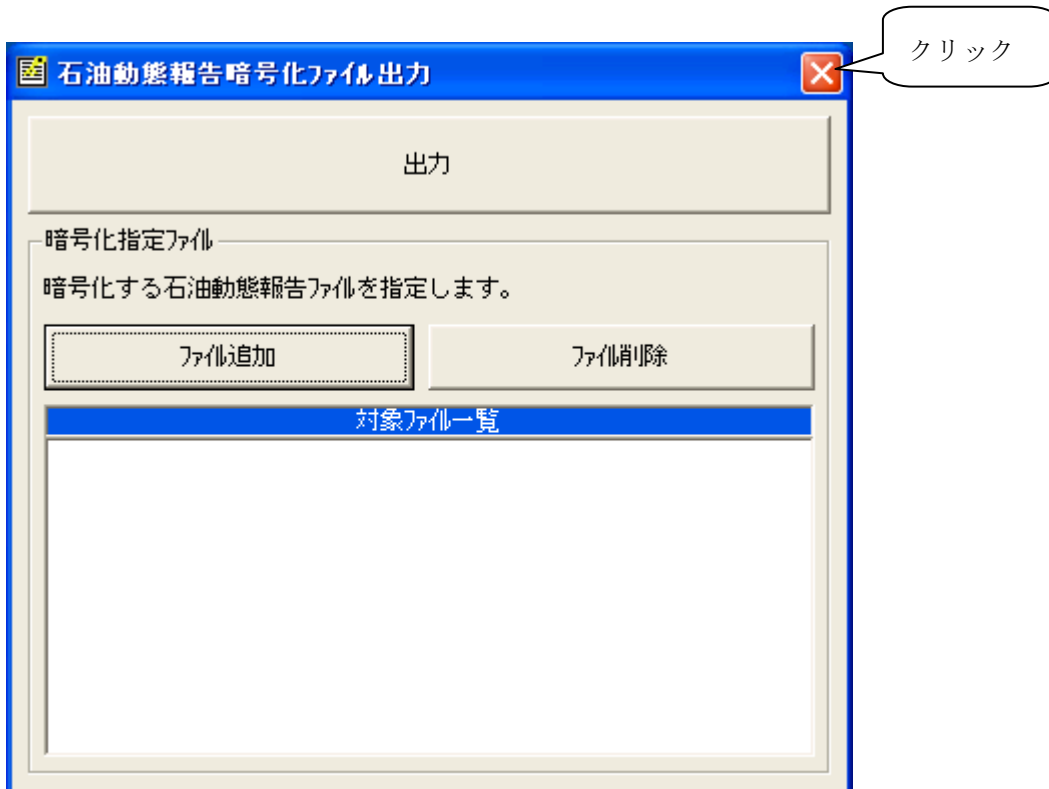 クリック
石油動態報告暗号化ファイル出力
出力
暗号化指定ファイル
暗号化する石油動態報告ファイルを指定します。
ファイル追加
ファイル削除
対象ファイル一覧